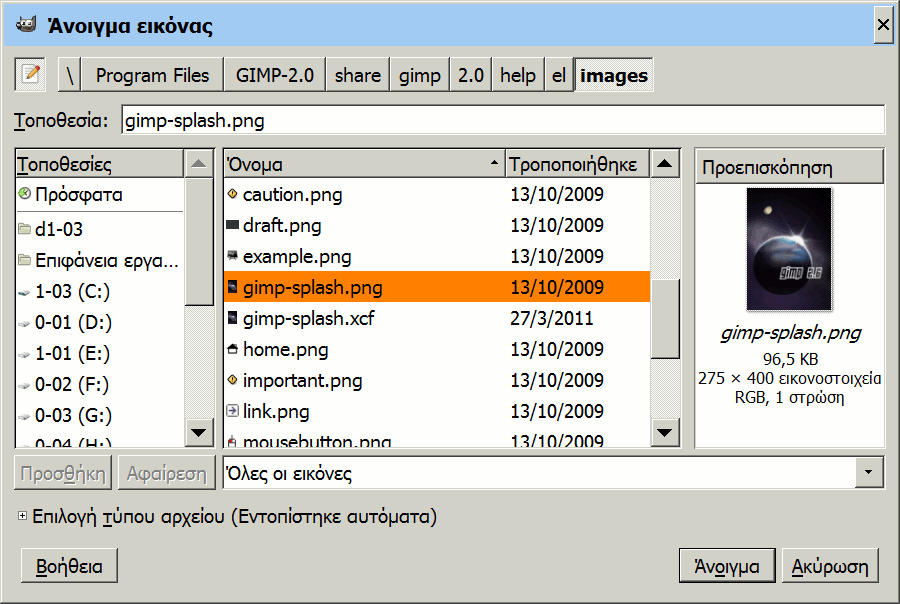 Άνοιγμα εικόνας
\ Program Files GIMP-2.0 share gimp 2.0 help el images
Τοποθεσία: gimp-splash.png
Τοποθεσίες
Πρόσφατα
d1-03
Επιφάνεια εργα...
1-03 (C:)
0-01 (D:)
1-01 (E:)
0-02 (F:)
0-03 (G:)
0-04 (H:)
Όνομα Τροποποιήθηκε
caution.png 13/10/2009
draft.png 13/10/2009
example.png 13/10/2009
gimp-splash.png 13/10/2009
gimp-splash.xcf 27/3/2011
home.png 13/10/2009
important.png 13/10/2009
link.png 13/10/2009
mousebutton.png 13/10/2009
Προεπισκόπηση
gimp 2.6
gimp-splash.png
96,5 KB
275 × 400 εικονοστοιχεία
RGB, 1 στρώση
Προσθήκη Αφαίρεση Όλες οι εικόνες
Επιλογή τύπου αρχείου (Εντοπίστηκε αυτόματα)
Βοήθεια Άνοιγμα Ακύρωση